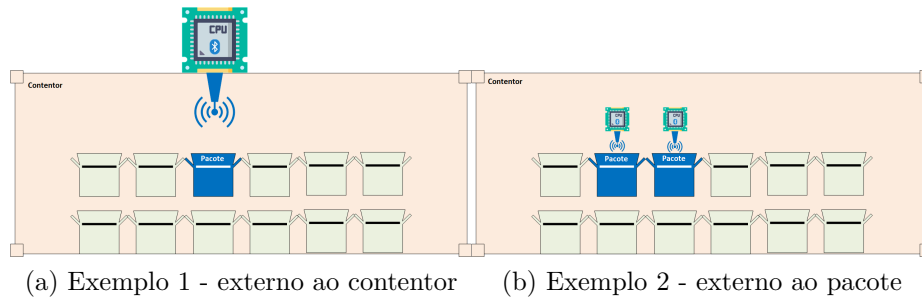 CPU
Contentor
Pacote
(a) Exemplo 1 - externo ao contentor
Contentor
CPU
CPU
Pacote
Pacote
(b) Exemplo 2 - externo ao pacote